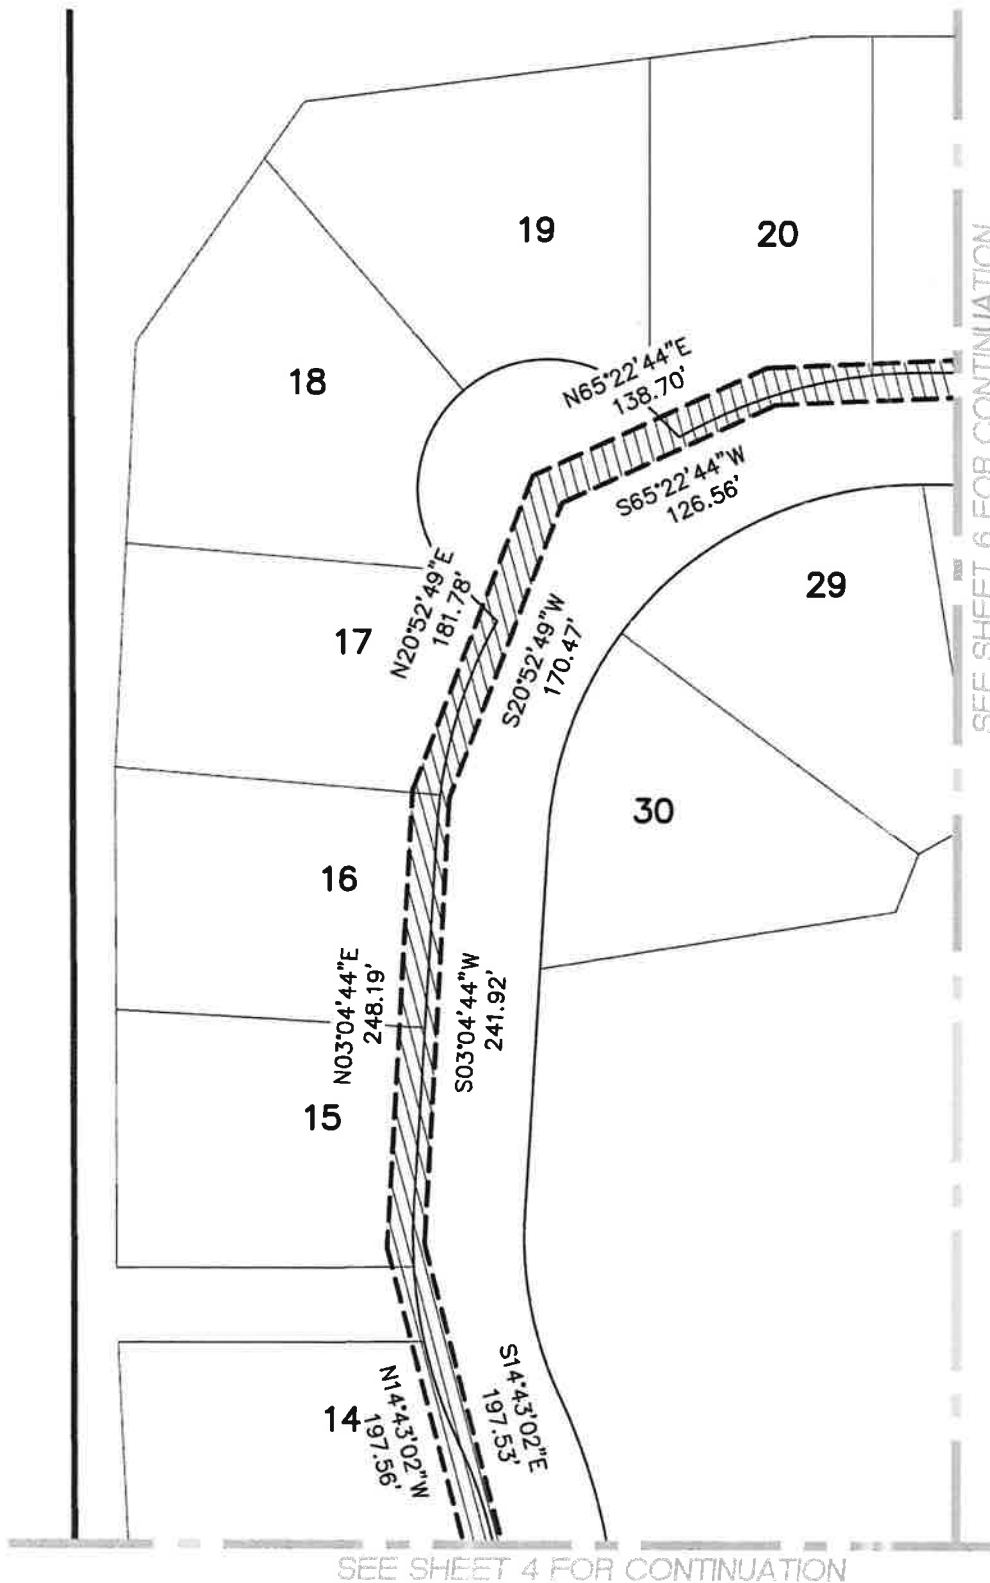 19
20
N65°22'44"E
138.70'
18
S65°22'44"W
126.56'
29
SEE SHEET 6 FOR CONTINUATION
N20°52'49"E
181.78'
17
S20°52'49"W
170.47'
30
16
N03°04'44"E
248.19'
S03°04'44"W
241.92'
15
14
N14°43'02"W
197.56'
S14°43'02"E
197.53'
SEE SHEET 4 FOR CONTINUATION